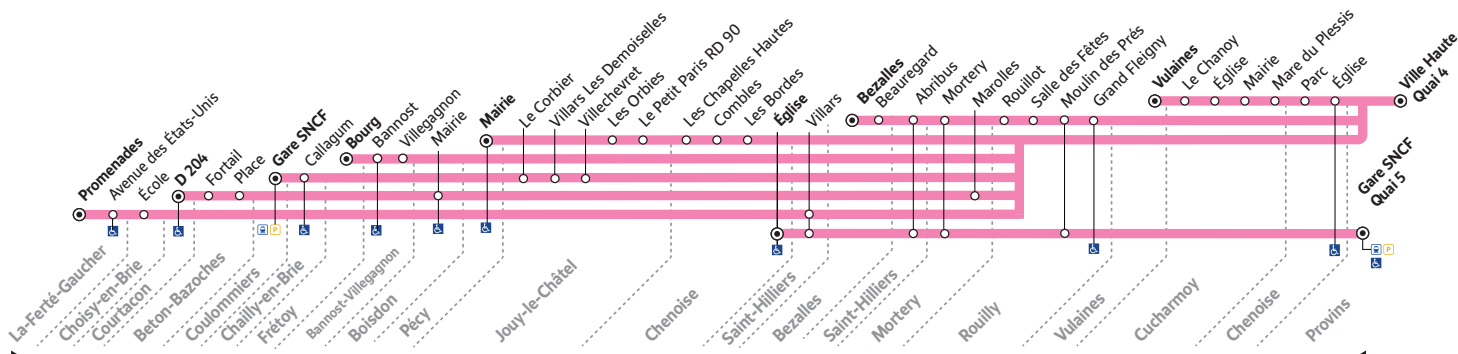 Promenades
Avenue des États-Unis
École
D 204
Fortail
Place
Gare SNCF
Callagum
Bourg
Bannost
Villegagnon
Mairie
Mairie
Le Corbier
Villars Les Demoiselles
Villechevret
Les Orbies
Le Petit Paris RD 90
Les Chapelles Hautes
Combles
Les Bordes
Église
Villars
Bezalles
Beauregard
Abribus
Mortery
Marolles
Rouillot
Salle des Fêtes
Moulin des Prés
Grand Fleigny
Vulaines
Le Chanoy
Église
Mairie
Mare du Plessis
Parc
Église
Ville Haute
Quai 4
Gare SNCF
Quai 5
P
P
La-Ferté-Gaucher
Choisy-en-Brie
Courtacon
Beton-Bazoches
Coulommiers
Chailly-en-Brie
Frétoy
Bannost-Villegagnon
Boisdon
Pécy
Jouy-le-Châtel
Chenoise
Saint-Hilliers
Bezalles
Saint-Hilliers
Mortery
Rouilly
Vulaines
Cucharmoy
Chenoise
Provins